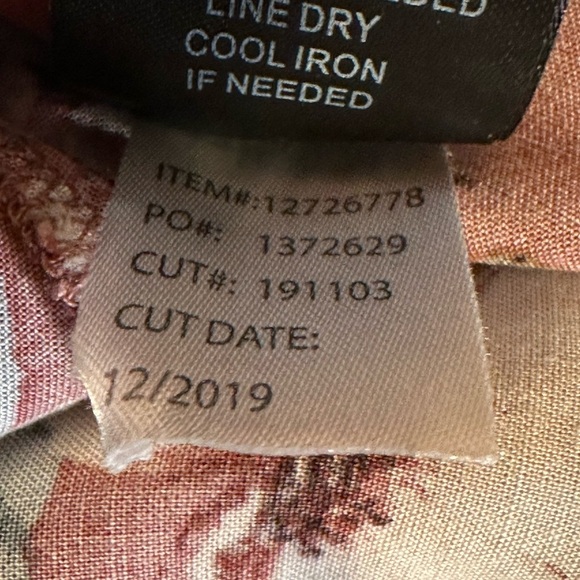 LINE DRY
COOL IRON
IF NEEDED
ITEM#:12726778
PO#: 1372629
CUT#: 191103
CUT DATE:
12/2019